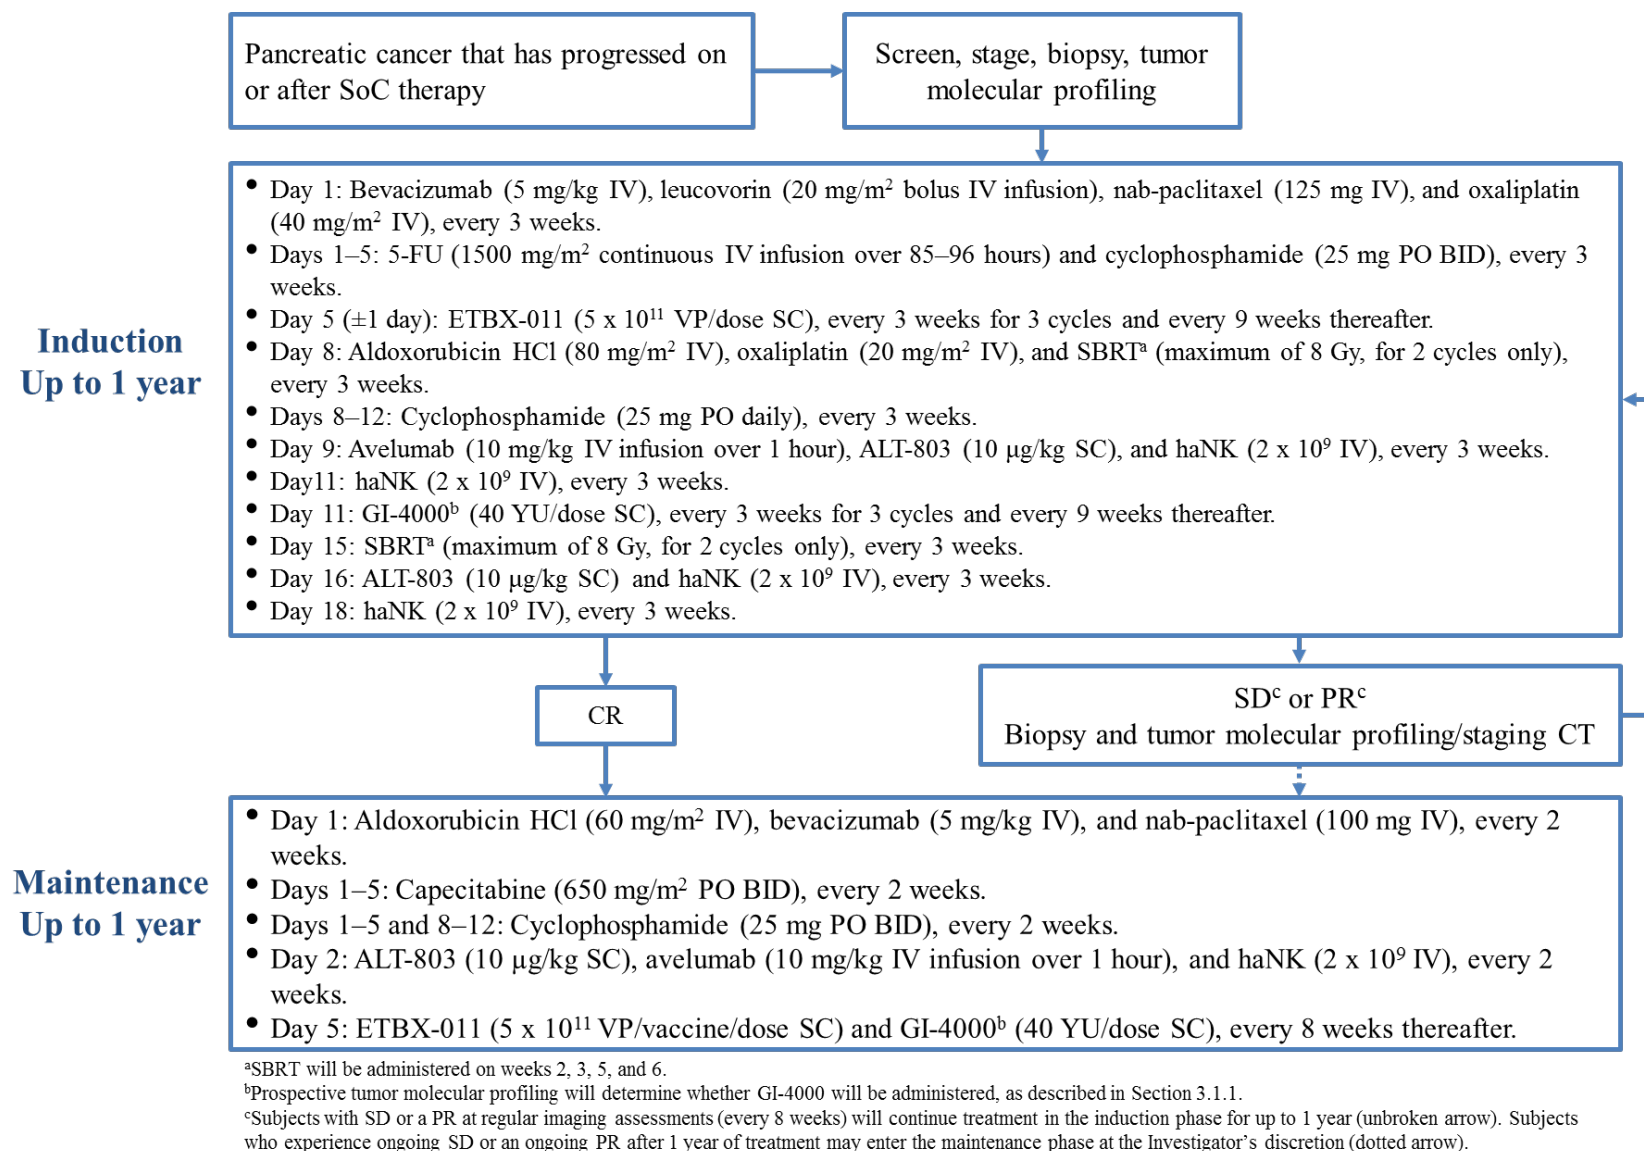 Pancreatic cancer that has progressed on
or after SoC therapy
Screen, stage, biopsy, tumor
molecular profiling
Induction
Up to 1 year
• Day 1: Bevacizumab (5 mg/kg IV), leucovorin (20 mg/m² bolus IV infusion), nab-paclitaxel (125 mg IV), and oxaliplatin
(40 mg/m² IV), every 3 weeks.
• Days 1–5: 5-FU (1500 mg/m² continuous IV infusion over 85–96 hours) and cyclophosphamide (25 mg PO BID), every 3
weeks.
• Day 5 (±1 day): ETBX-011 (5 x 10¹¹ VP/dose SC), every 3 weeks for 3 cycles and every 9 weeks thereafter.
• Day 8: Aldoxorubicin HCl (80 mg/m² IV), oxaliplatin (20 mg/m² IV), and SBRTᵃ (maximum of 8 Gy, for 2 cycles only),
every 3 weeks.
• Days 8–12: Cyclophosphamide (25 mg PO daily), every 3 weeks.
• Day 9: Avelumab (10 mg/kg IV infusion over 1 hour), ALT-803 (10 µg/kg SC), and haNK (2 x 10⁹ IV), every 3 weeks.
• Day11: haNK (2 x 10⁹ IV), every 3 weeks.
• Day 11: GI-4000ᵇ (40 YU/dose SC), every 3 weeks for 3 cycles and every 9 weeks thereafter.
• Day 15: SBRTᵃ (maximum of 8 Gy, for 2 cycles only), every 3 weeks.
• Day 16: ALT-803 (10 µg/kg SC) and haNK (2 x 10⁹ IV), every 3 weeks.
• Day 18: haNK (2 x 10⁹ IV), every 3 weeks.
CR
SDᶜ or PRᶜ
Biopsy and tumor molecular profiling/staging CT
Maintenance
Up to 1 year
• Day 1: Aldoxorubicin HCl (60 mg/m² IV), bevacizumab (5 mg/kg IV), and nab-paclitaxel (100 mg IV), every 2
weeks.
• Days 1–5: Capecitabine (650 mg/m² PO BID), every 2 weeks.
• Days 1–5 and 8–12: Cyclophosphamide (25 mg PO BID), every 2 weeks.
• Day 2: ALT-803 (10 µg/kg SC), avelumab (10 mg/kg IV infusion over 1 hour), and haNK (2 x 10⁹ IV), every 2
weeks.
• Day 5: ETBX-011 (5 x 10¹¹ VP/vaccine/dose SC) and GI-4000ᵇ (40 YU/dose SC), every 8 weeks thereafter.
ᵃSBRT will be administered on weeks 2, 3, 5, and 6.
ᵇProspective tumor molecular profiling will determine whether GI-4000 will be administered, as described in Section 3.1.1.
ᶜSubjects with SD or a PR at regular imaging assessments (every 8 weeks) will continue treatment in the induction phase for up to 1 year (unbroken arrow). Subjects
who experience ongoing SD or an ongoing PR after 1 year of treatment may enter the maintenance phase at the Investigator's discretion (dotted arrow).